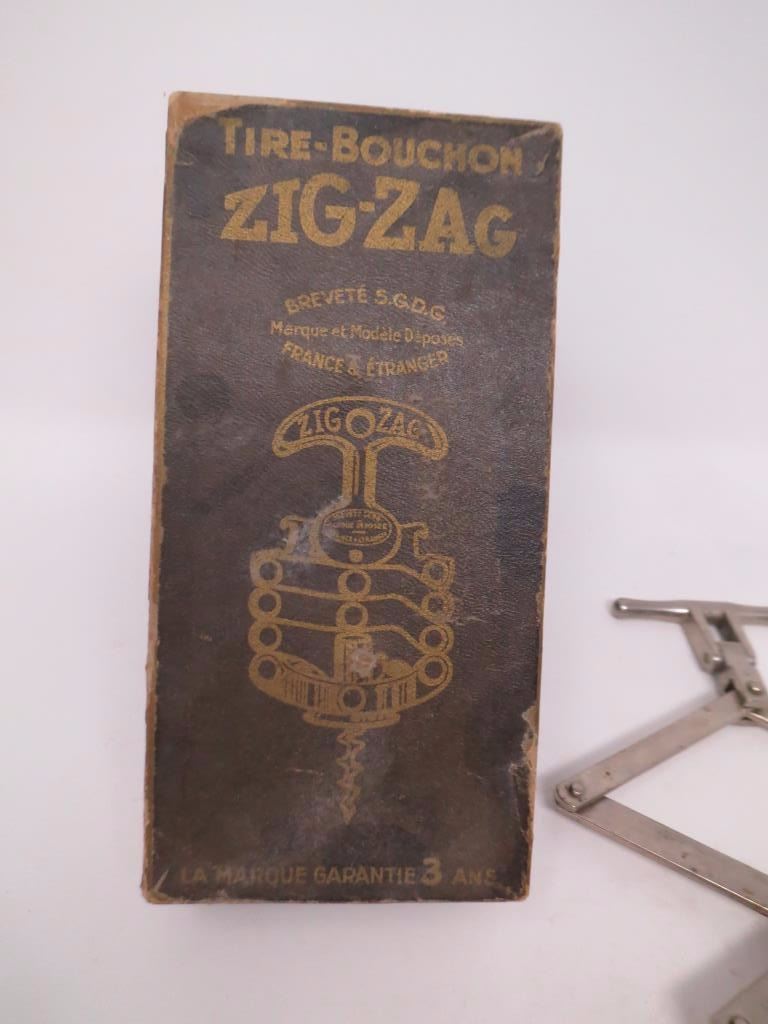 TIRE-BOUCHON
ZIG-ZAG
BREVETÉ S.G.D.G.
Marque et Modèle Déposés
FRANCE & ÉTRANGER
ZIG ZAG
LA MARQUE GARANTIE 3 ANS